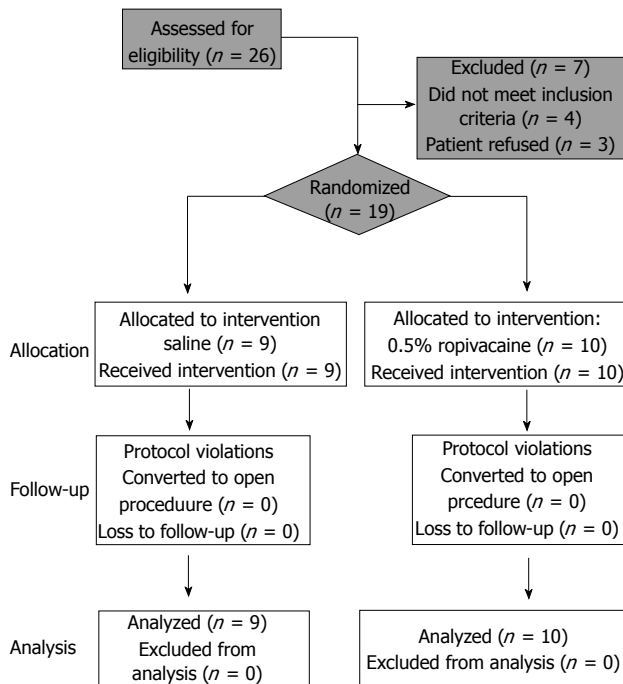 Assessed for
eligibility (n = 26)
Excluded (n = 7)
Did not meet inclusion
criteria (n = 4)
Patient refused (n = 3)
Randomized
(n = 19)
Allocation
Allocated to intervention
saline (n = 9)
Received intervention (n = 9)
Allocated to intervention:
0.5% ropivacaine (n = 10)
Received intervention (n = 10)
Follow-up
Protocol violations
Converted to open
proceduure (n = 0)
Loss to follow-up (n = 0)
Protocol violations
Converted to open
prcedure (n = 0)
Loss to follow-up (n = 0)
Analysis
Analyzed (n = 9)
Excluded from
analysis (n = 0)
Analyzed (n = 10)
Excluded from analysis (n = 0)